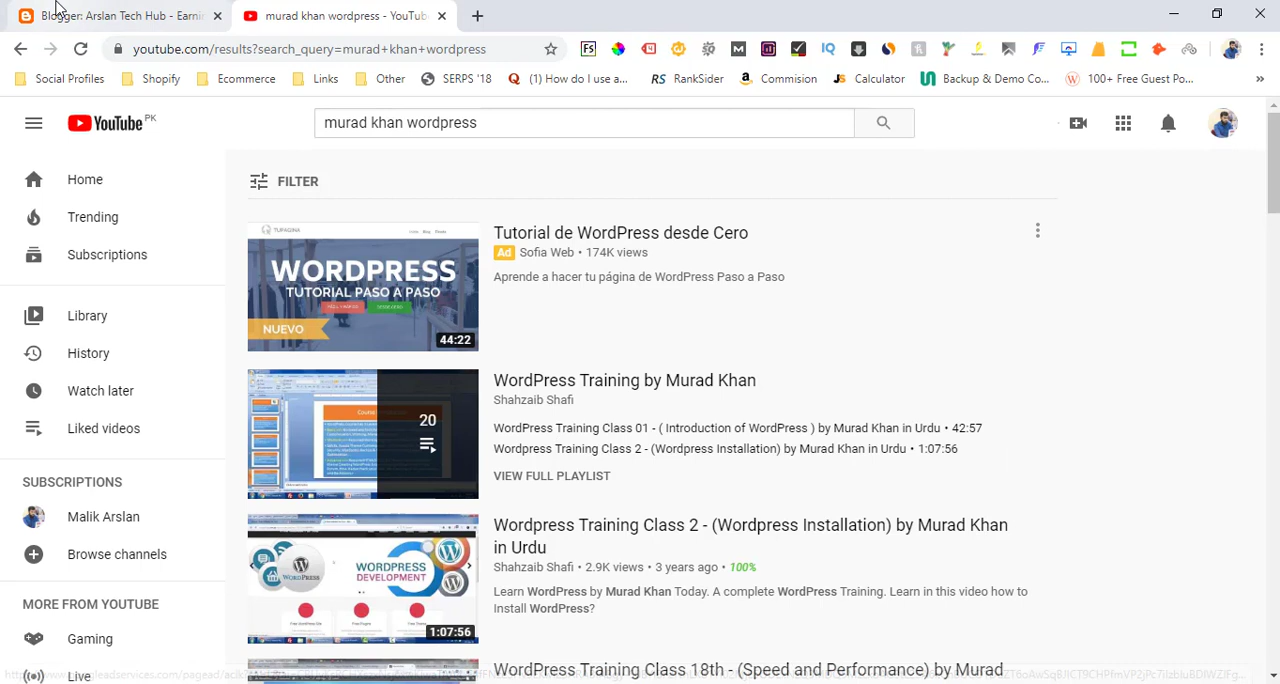 Blogger: Arslan Tech Hub - Earni
murad khan wordpress - YouTub
youtube.com/results?search_query=murad+khan+wordpress
Social Profiles Shopify Ecommerce Links Other SERPS '18 (1) How do I use a... RS RankSider Commision JS Calculator Backup & Demo Co... 100+ Free Guest Po... »
YouTube PK
murad khan wordpress
Home
Trending
Subscriptions
Library
History
Watch later
Liked videos
SUBSCRIPTIONS
Malik Arslan
Browse channels
MORE FROM YOUTUBE
Gaming
FILTER
TUPAGINA
WORDPRESS
TUTORIAL PASO A PASO
NUEVO
44:22
Tutorial de WordPress desde Cero
Ad Sofia Web • 174K views
Aprende a hacer tu página de WordPress Paso a Paso
20
WordPress Training by Murad Khan
Shahzaib Shafi
WordPress Training Class 01 - ( Introduction of WordPress) by Murad Khan in Urdu • 42:57
Wordpress Training Class 2 - (Wordpress Installation) by Murad Khan in Urdu • 1:07:56
VIEW FULL PLAYLIST
WORDPRESS
WORDPRESS
DEVELOPMENT
1:07:56
Wordpress Training Class 2 - (Wordpress Installation) by Murad Khan
in Urdu
Shahzaib Shafi • 2.9K views • 3 years ago • 100%
Learn WordPress by Murad Khan Today. A complete WordPress Training. Learn in this video how to
Install WordPress?
WordPress Training Class 13th - (Speed and Performance) by Murad